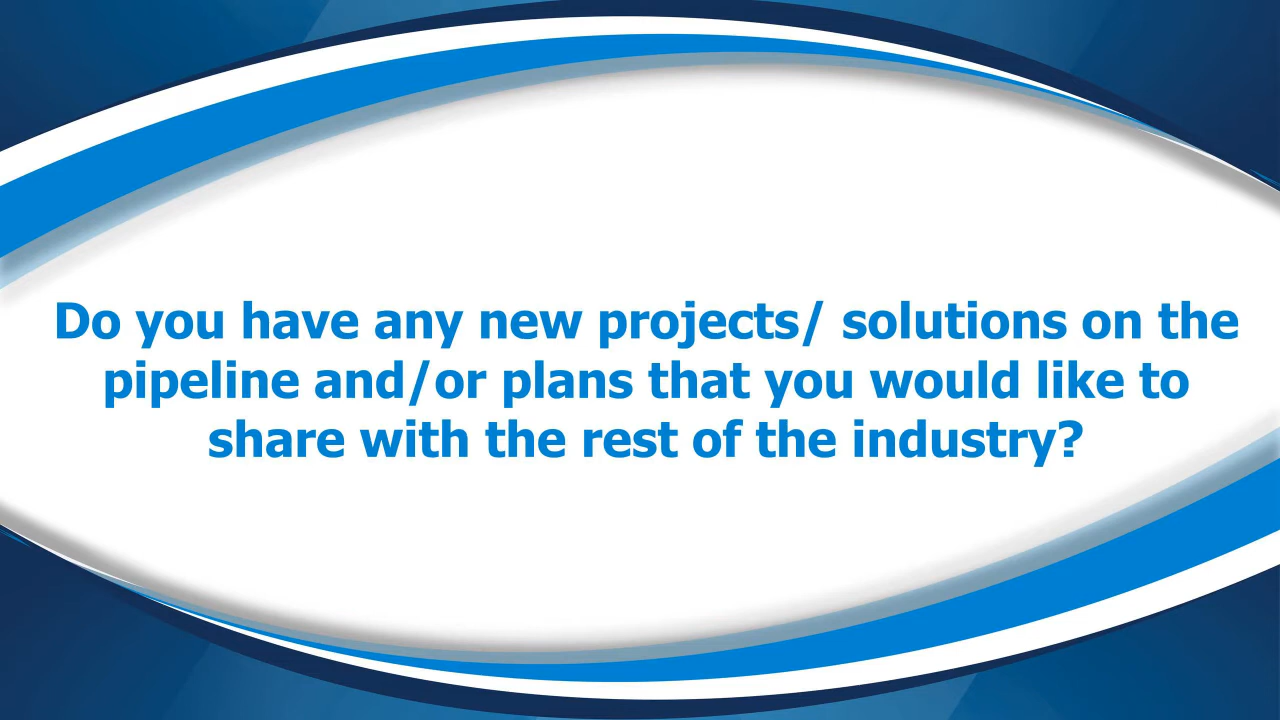 Do you have any new projects/ solutions on the
pipeline and/or plans that you would like to
share with the rest of the industry?